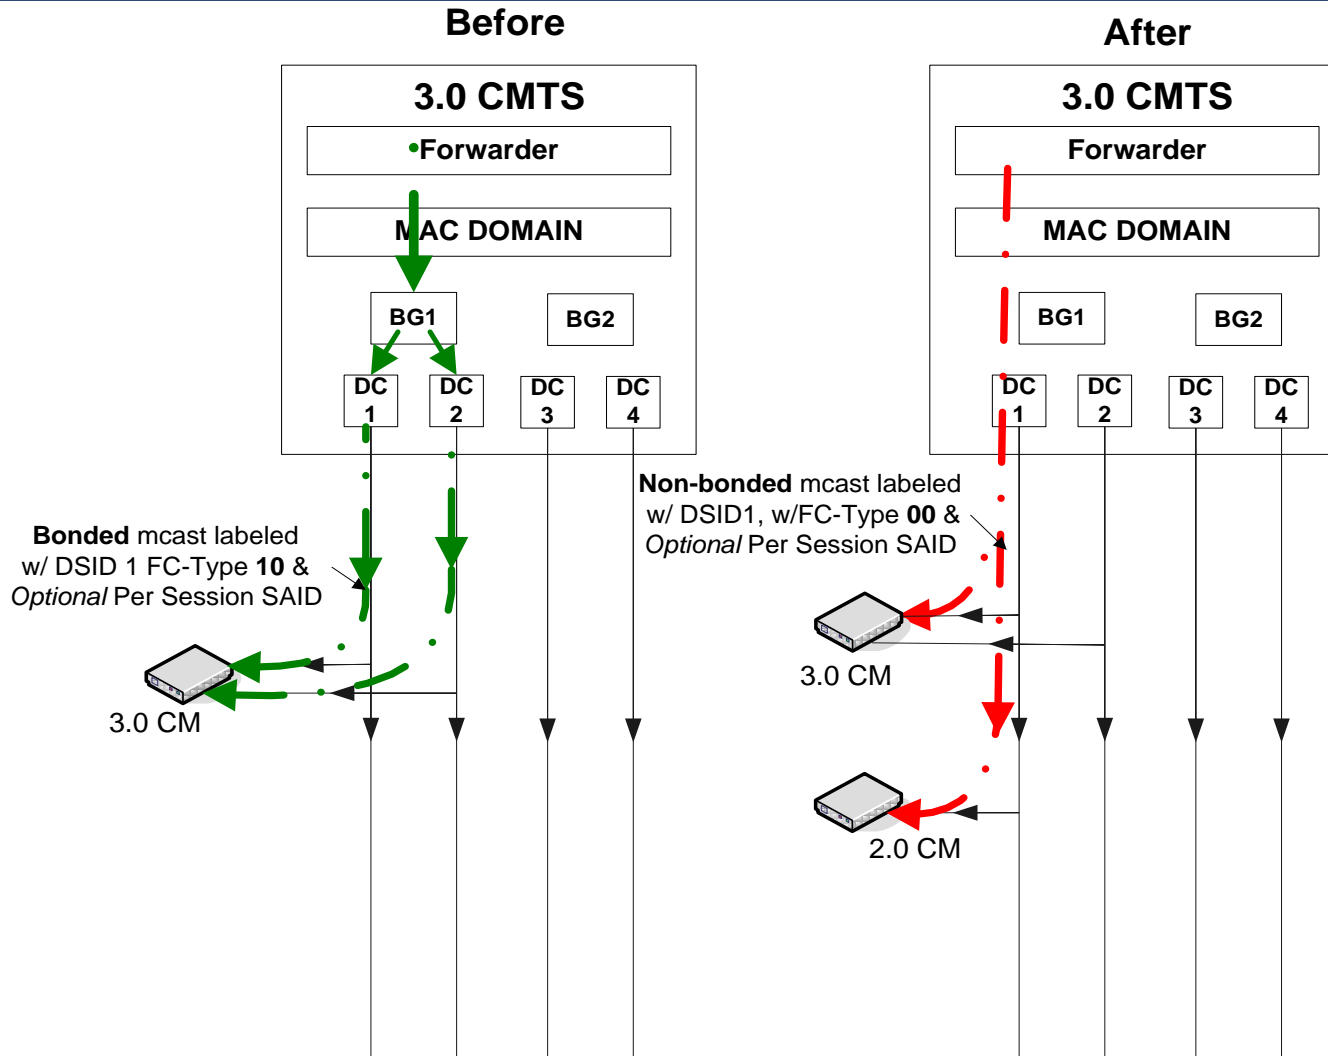 Before
3.0 CMTS
Forwarder
MAC DOMAIN
BG1
BG2
DC
1
DC
2
DC
3
DC
4
Bonded mcast labeled
w/ DSID 1 FC-Type 10 &
Optional Per Session SAID
3.0 CM
After
3.0 CMTS
Forwarder
MAC DOMAIN
BG1
BG2
DC
1
DC
2
DC
3
DC
4
Non-bonded mcast labeled
w/ DSID1, w/FC-Type 00 &
Optional Per Session SAID
3.0 CM
2.0 CM